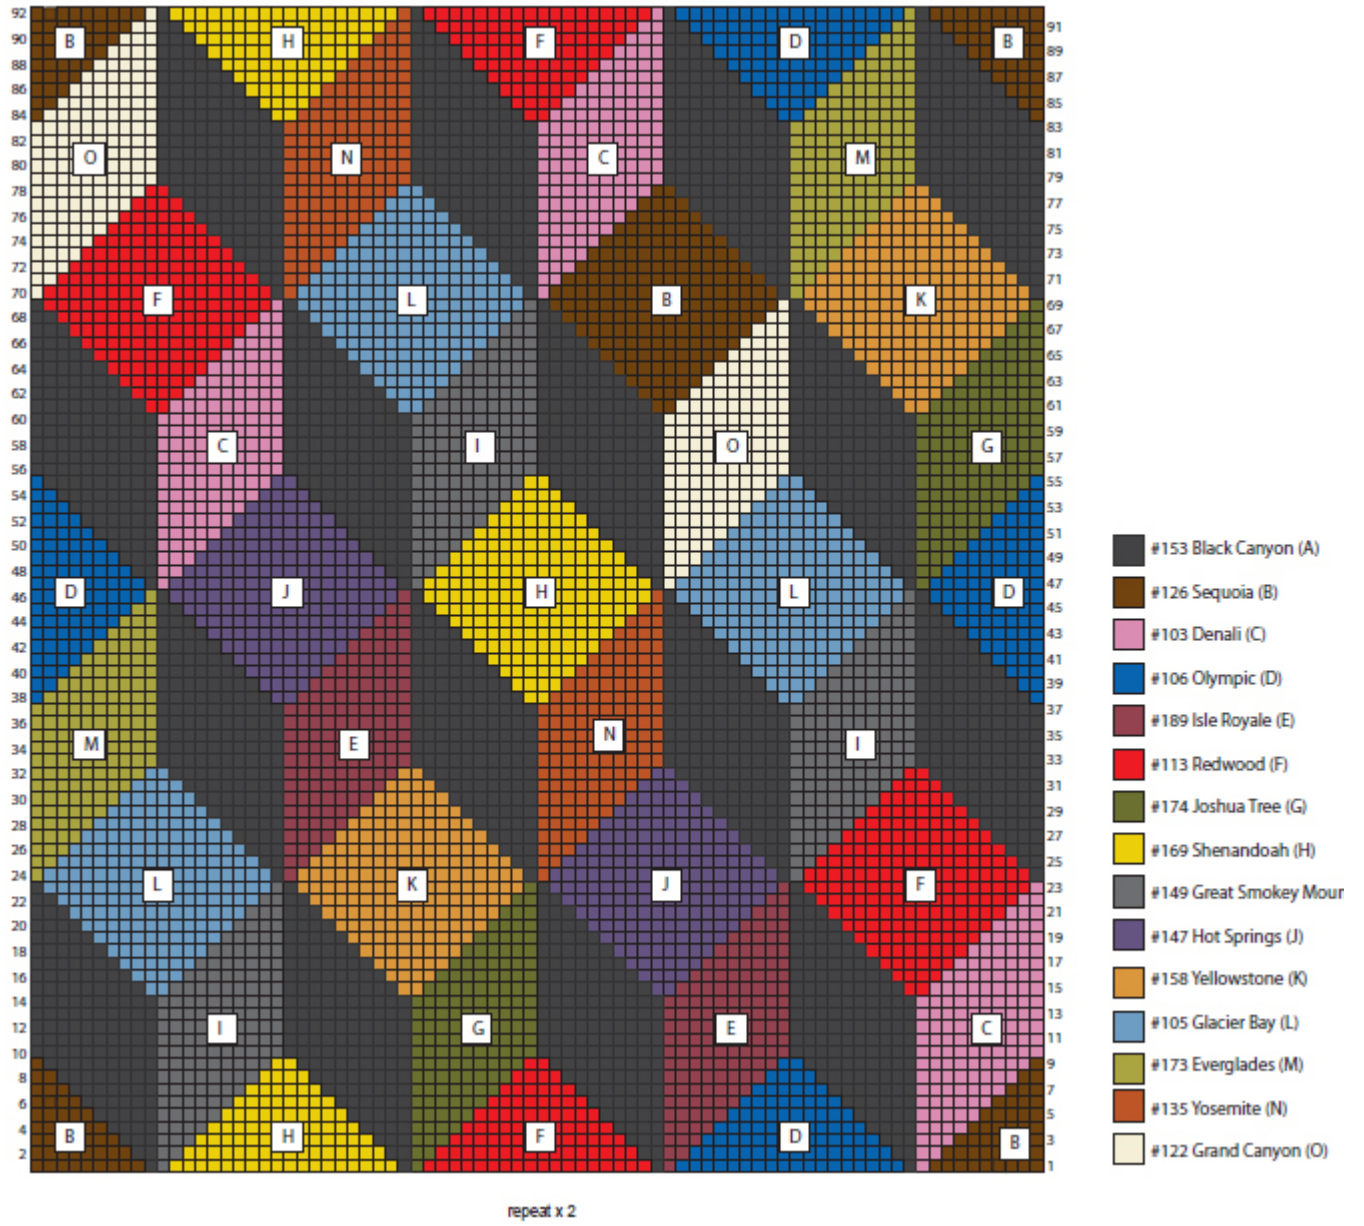 92 91
B H F D B
90 89
88 87
86 85
84 83
82 81
O N C M
80 79
78 77
76 75
74 73
72 71
70 69
F L B K
68 67
66 65
64 63
62 61
60 59
58 57
C I O G
56 55
54 53
52 51
50 49
48 47
D J H L D
46 45
44 43
42 41
40 39
38 37
36 35
M E N I
34 33
32 31
30 29
28 27
26 25
24 23
L K J F
22 21
20 19
18 17
16 15
14 13
12 11
I G E C
10 9
8 7
6 5
4 3
B H F D B
2 1
repeat x 2
#153 Black Canyon (A)
#126 Sequoia (B)
#103 Denali (C)
#106 Olympic (D)
#189 Isle Royale (E)
#113 Redwood (F)
#174 Joshua Tree (G)
#169 Shenandoah (H)
#149 Great Smokey Moun
#147 Hot Springs (J)
#158 Yellowstone (K)
#105 Glacier Bay (L)
#173 Everglades (M)
#135 Yosemite (N)
#122 Grand Canyon (O)